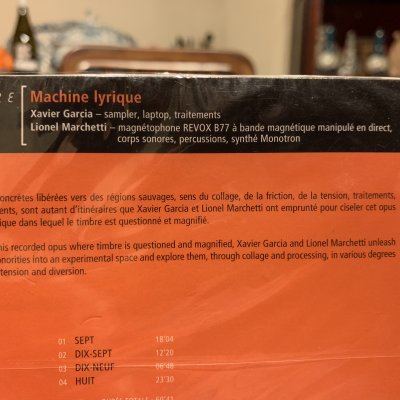 R E
Machine lyrique
Xavier Garcia – sampler, laptop, traitements
Lionel Marchetti – magnétophone REVOX B77 à bande magnétique manipulé en direct,
corps sonores, percussions, synthé Monotron
oncrètes libérées vers des régions sauvages, sens du collage, de la friction, de la tension, traitements,
ents, sont autant d'itinéraires que Xavier Garcia et Lionel Marchetti ont emprunté pour ciseler cet opus
ique dans lequel le timbre est questionné et magnifié.
his recorded opus where timbre is questioned and magnified, Xavier Garcia and Lionel Marchetti unleash
onorities into an experimental space and explore them, through collage and processing, in various degrees
tension and diversion.
01 SEPT 18'04
02 DIX-SEPT 12'20
03 DIX-NEUF 06'48
04 HUIT 23'30